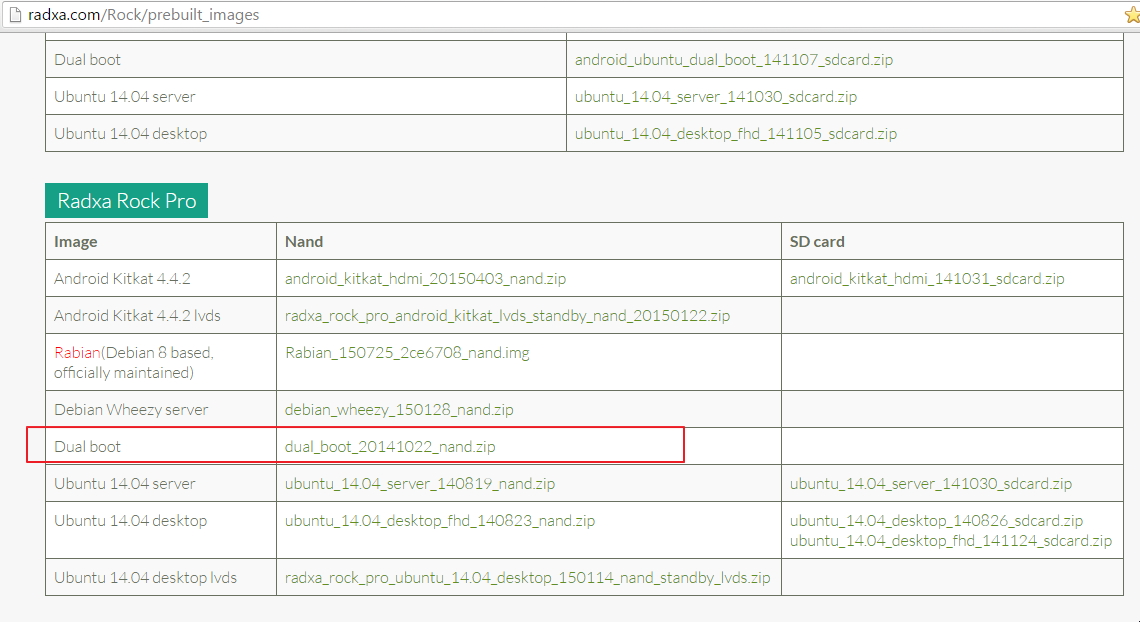 radxa.com/Rock/prebuilt_images
Dual boot android_ubuntu_dual_boot_141107_sdcard.zip
Ubuntu 14.04 server ubuntu_14.04_server_141030_sdcard.zip
Ubuntu 14.04 desktop ubuntu_14.04_desktop_fhd_141105_sdcard.zip
Radxa Rock Pro
Image Nand SD card
Android Kitkat 4.4.2 android_kitkat_hdmi_20150403_nand.zip android_kitkat_hdmi_141031_sdcard.zip
Android Kitkat 4.4.2 lvds radxa_rock_pro_android_kitkat_lvds_standby_nand_20150122.zip
Rabian(Debian 8 based, Rabian_150725_2ce6708_nand.img
officially maintained)
Debian Wheezy server debian_wheezy_150128_nand.zip
Dual boot dual_boot_20141022_nand.zip
Ubuntu 14.04 server ubuntu_14.04_server_140819_nand.zip ubuntu_14.04_server_141030_sdcard.zip
Ubuntu 14.04 desktop ubuntu_14.04_desktop_fhd_140823_nand.zip ubuntu_14.04_desktop_140826_sdcard.zip
ubuntu_14.04_desktop_fhd_141124_sdcard.zip
Ubuntu 14.04 desktop lvds radxa_rock_pro_ubuntu_14.04_desktop_150114_nand_standby_lvds.zip